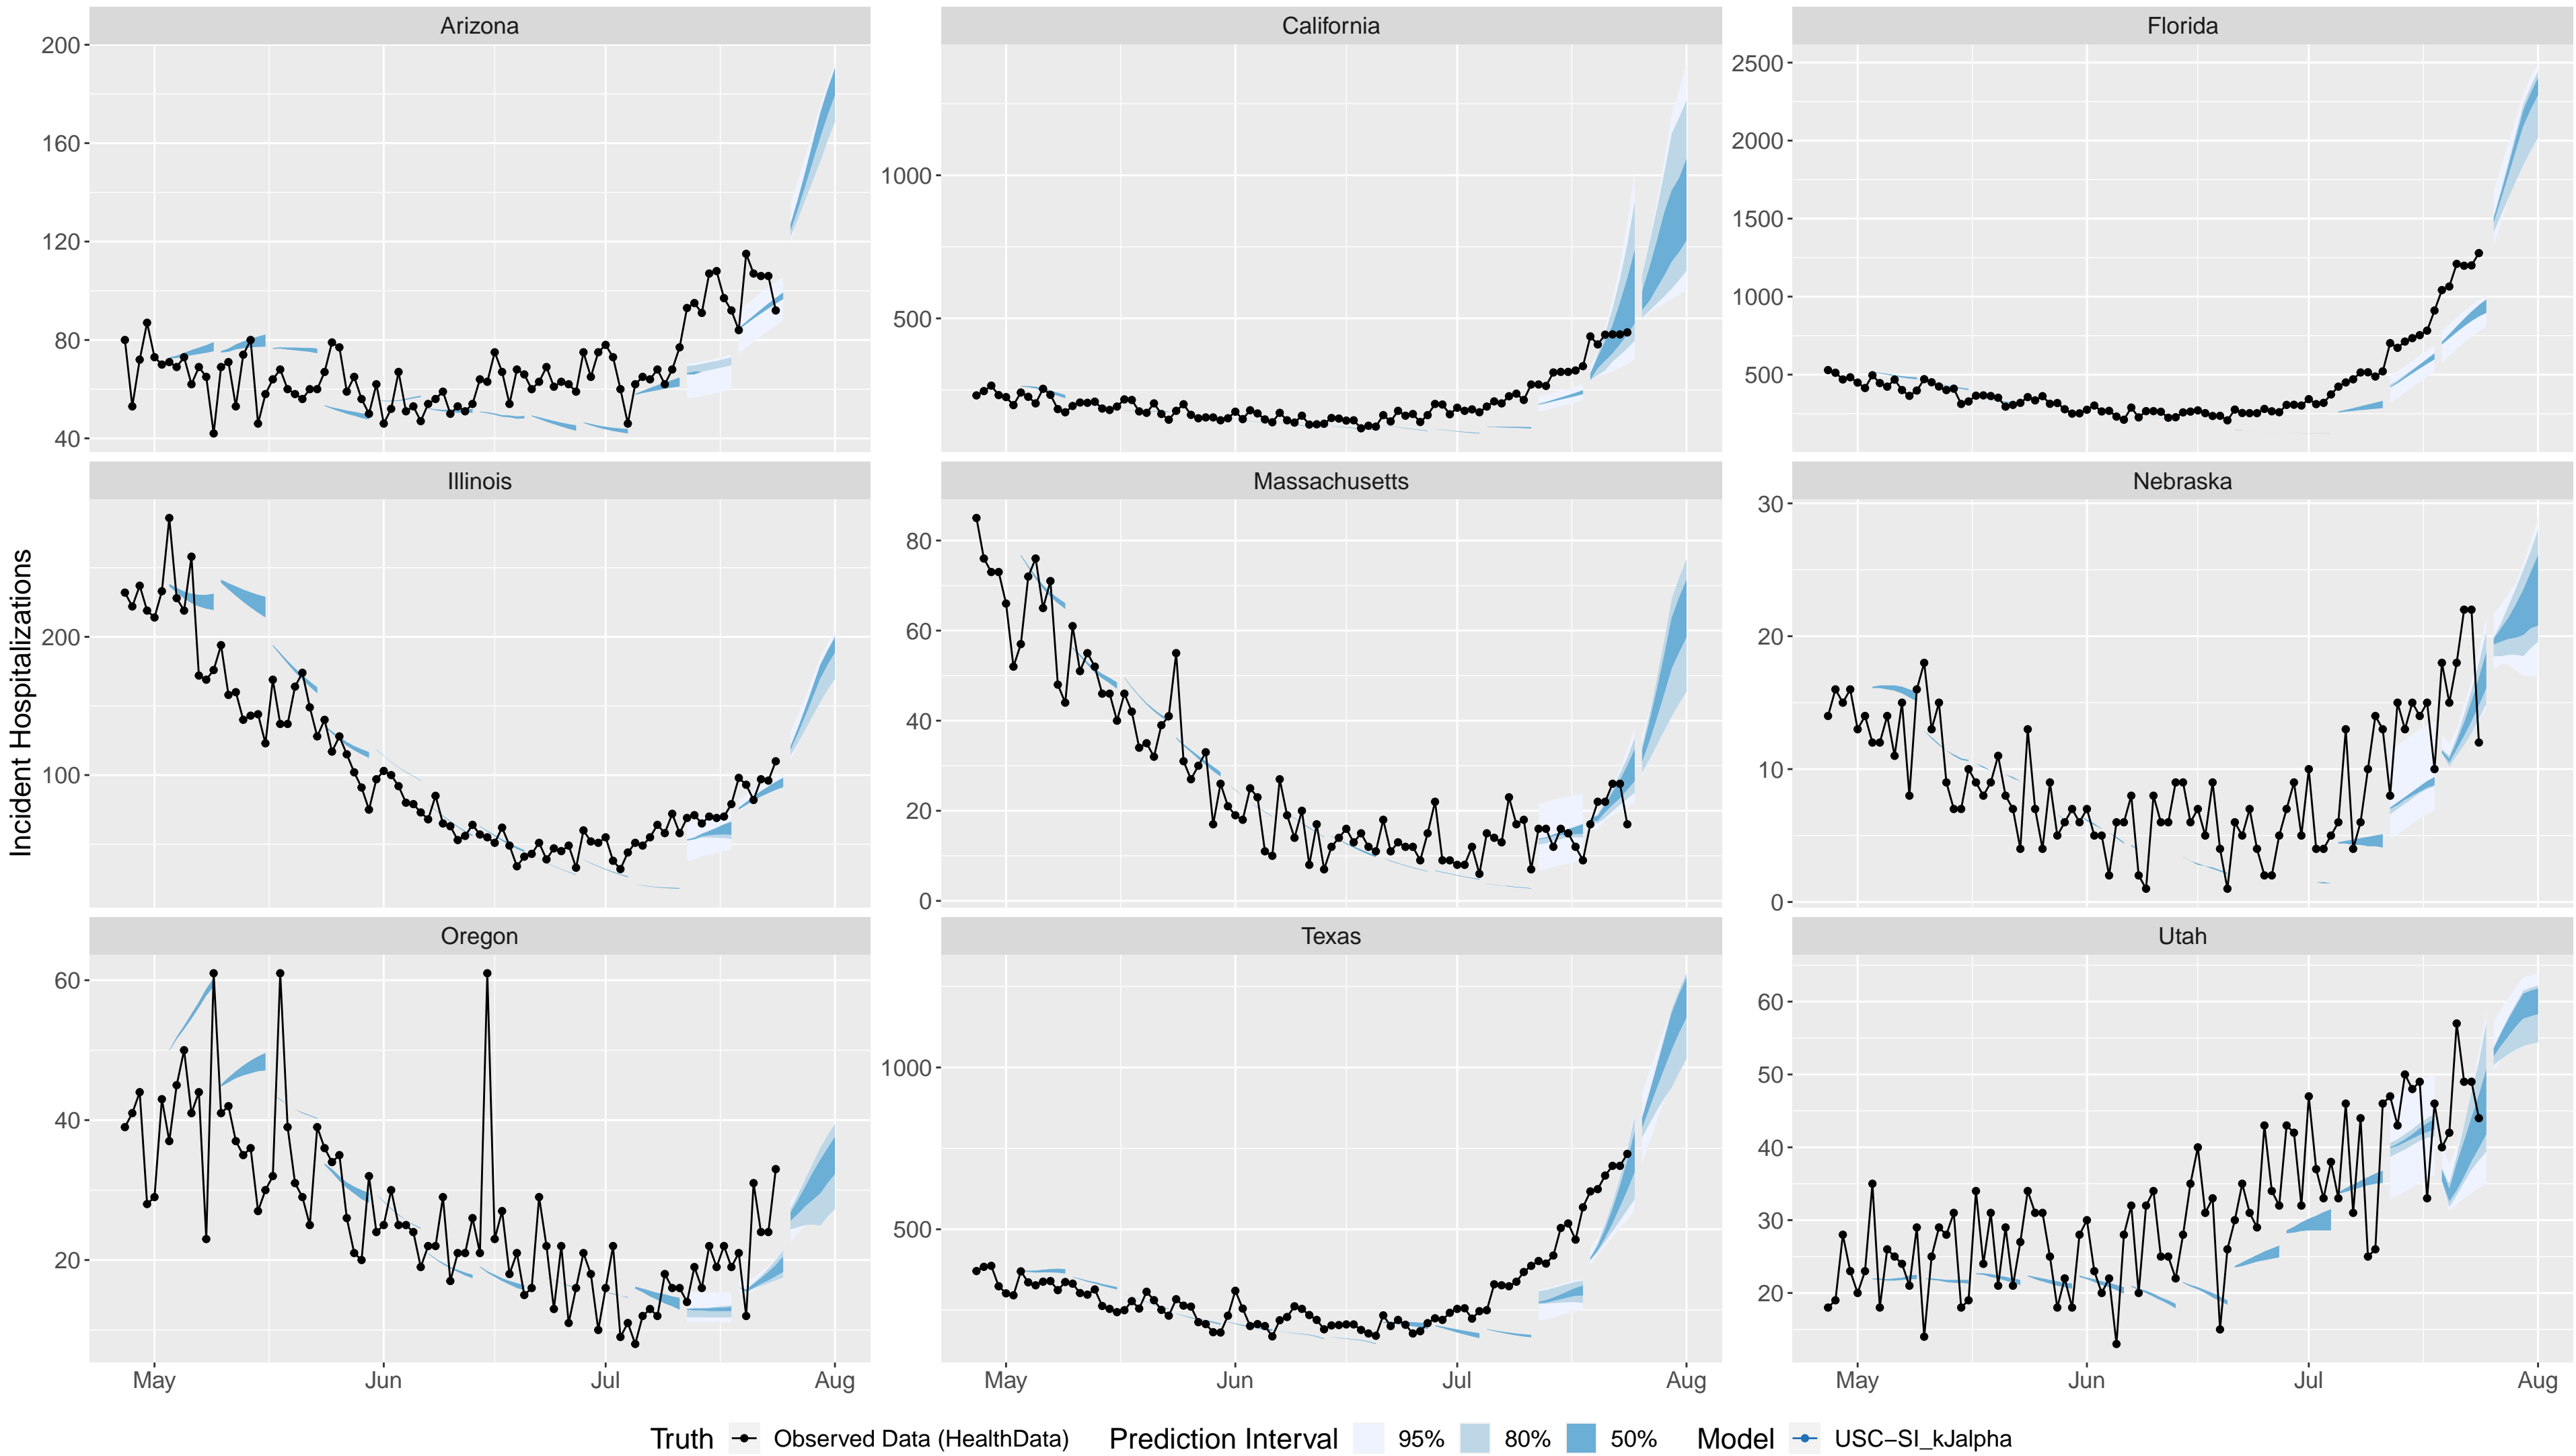 Arizona
California
Florida
200
160
120
80
40
1000
500
2500
2000
1500
1000
500
Illinois
Massachusetts
Nebraska
Incident Hospitalizations
200
100
80
60
40
20
0
30
20
10
0
Oregon
Texas
Utah
60
40
20
1000
500
60
50
40
30
20
May Jun Jul Aug
May Jun Jul Aug
May Jun Jul Aug
Truth Observed Data (HealthData) Prediction Interval 95% 80% 50% Model USC−SI_kJalpha